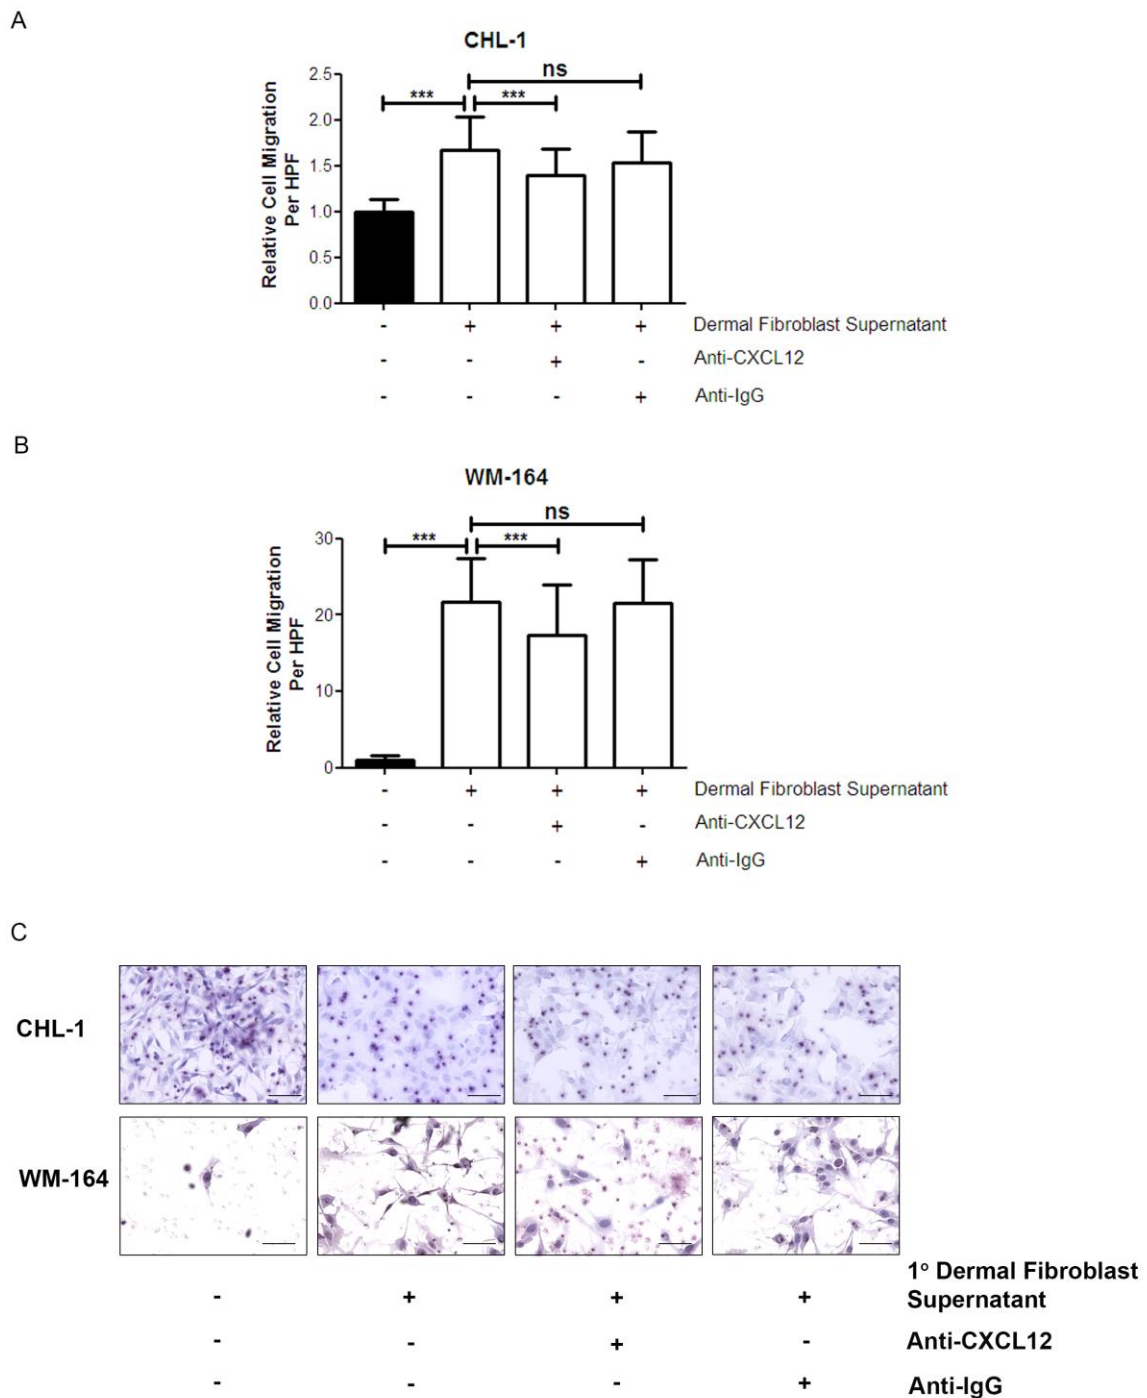 A
CHL-1
ns
*** ***
2.5
2.0
1.5
1.0
0.5
0.0
Relative Cell Migration
Per HPF
- + + + Dermal Fibroblast Supernatant
- - + - Anti-CXCL12
- - - + Anti-IgG
B
WM-164
ns
*** ***
30
20
10
0
Relative Cell Migration
Per HPF
- + + + Dermal Fibroblast Supernatant
- - + - Anti-CXCL12
- - - + Anti-IgG
C
CHL-1
WM-164
1° Dermal Fibroblast
- + + + Supernatant
- - + - Anti-CXCL12
- - - + Anti-IgG